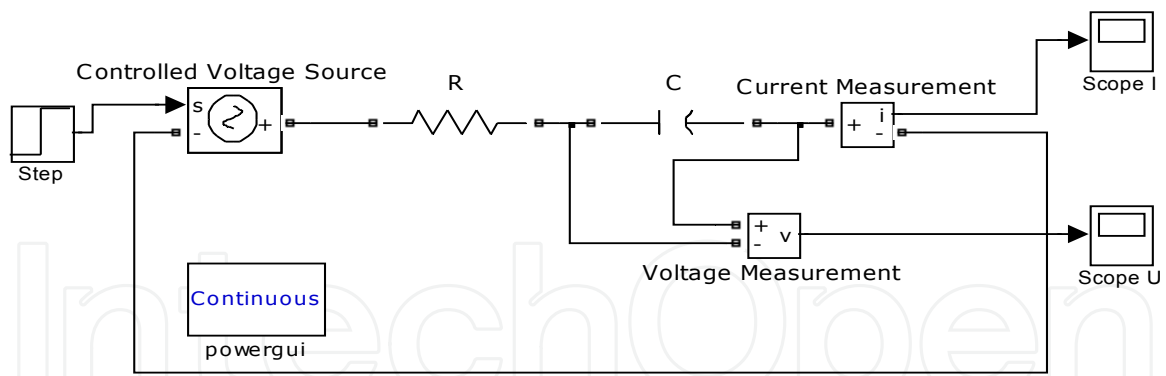 Controlled Voltage Source
R
C
Current Measurement
Scope I
s
-
+
+
i
-
Step
+
-
v
Voltage Measurement
Scope U
Continuous
powergui
IntechOpen